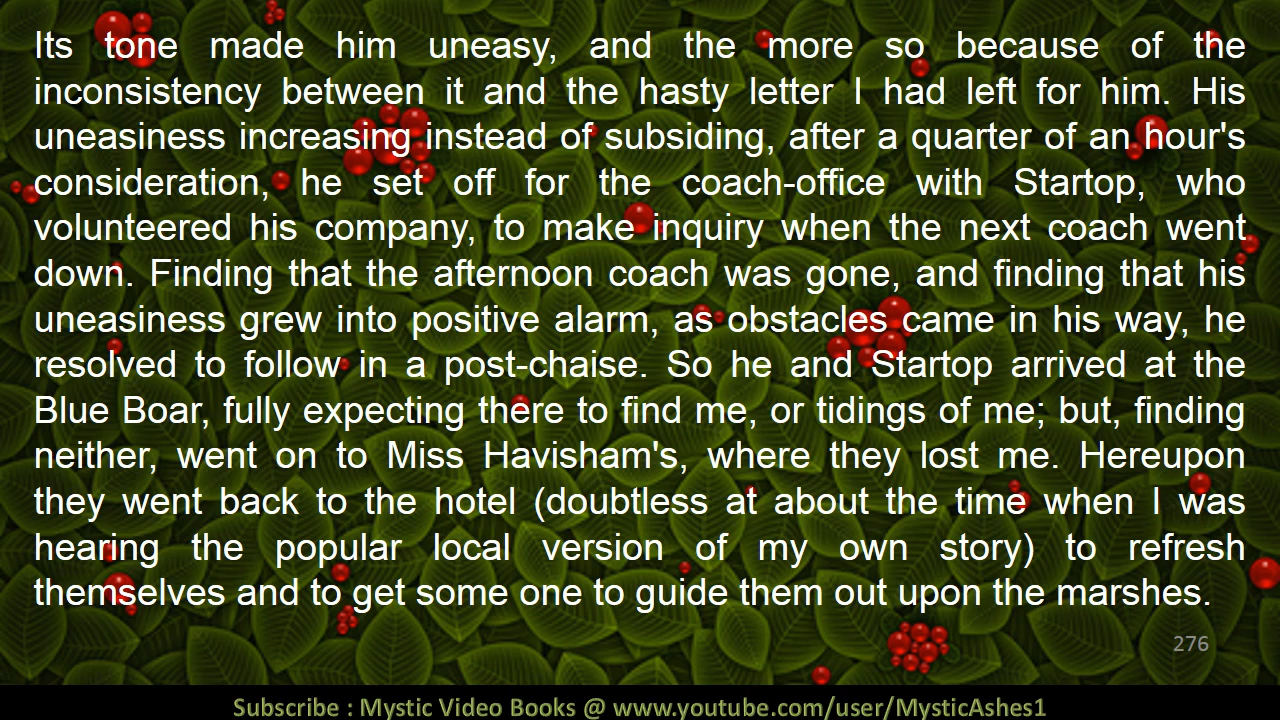 Its tone made him uneasy, and the more so because of the
inconsistency between it and the hasty letter I had left for him. His
uneasiness increasing instead of subsiding, after a quarter of an hour's
consideration, he set off for the coach-office with Startop, who
volunteered his company, to make inquiry when the next coach went
down. Finding that the afternoon coach was gone, and finding that his
uneasiness grew into positive alarm, as obstacles came in his way, he
resolved to follow in a post-chaise. So he and Startop arrived at the
Blue Boar, fully expecting there to find me, or tidings of me; but, finding
neither, went on to Miss Havisham's, where they lost me. Hereupon
they went back to the hotel (doubtless at about the time when I was
hearing the popular local version of my own story) to refresh
themselves and to get some one to guide them out upon the marshes.
276
Subscribe : Mystic Video Books @ www.youtube.com/user/MysticAshes1